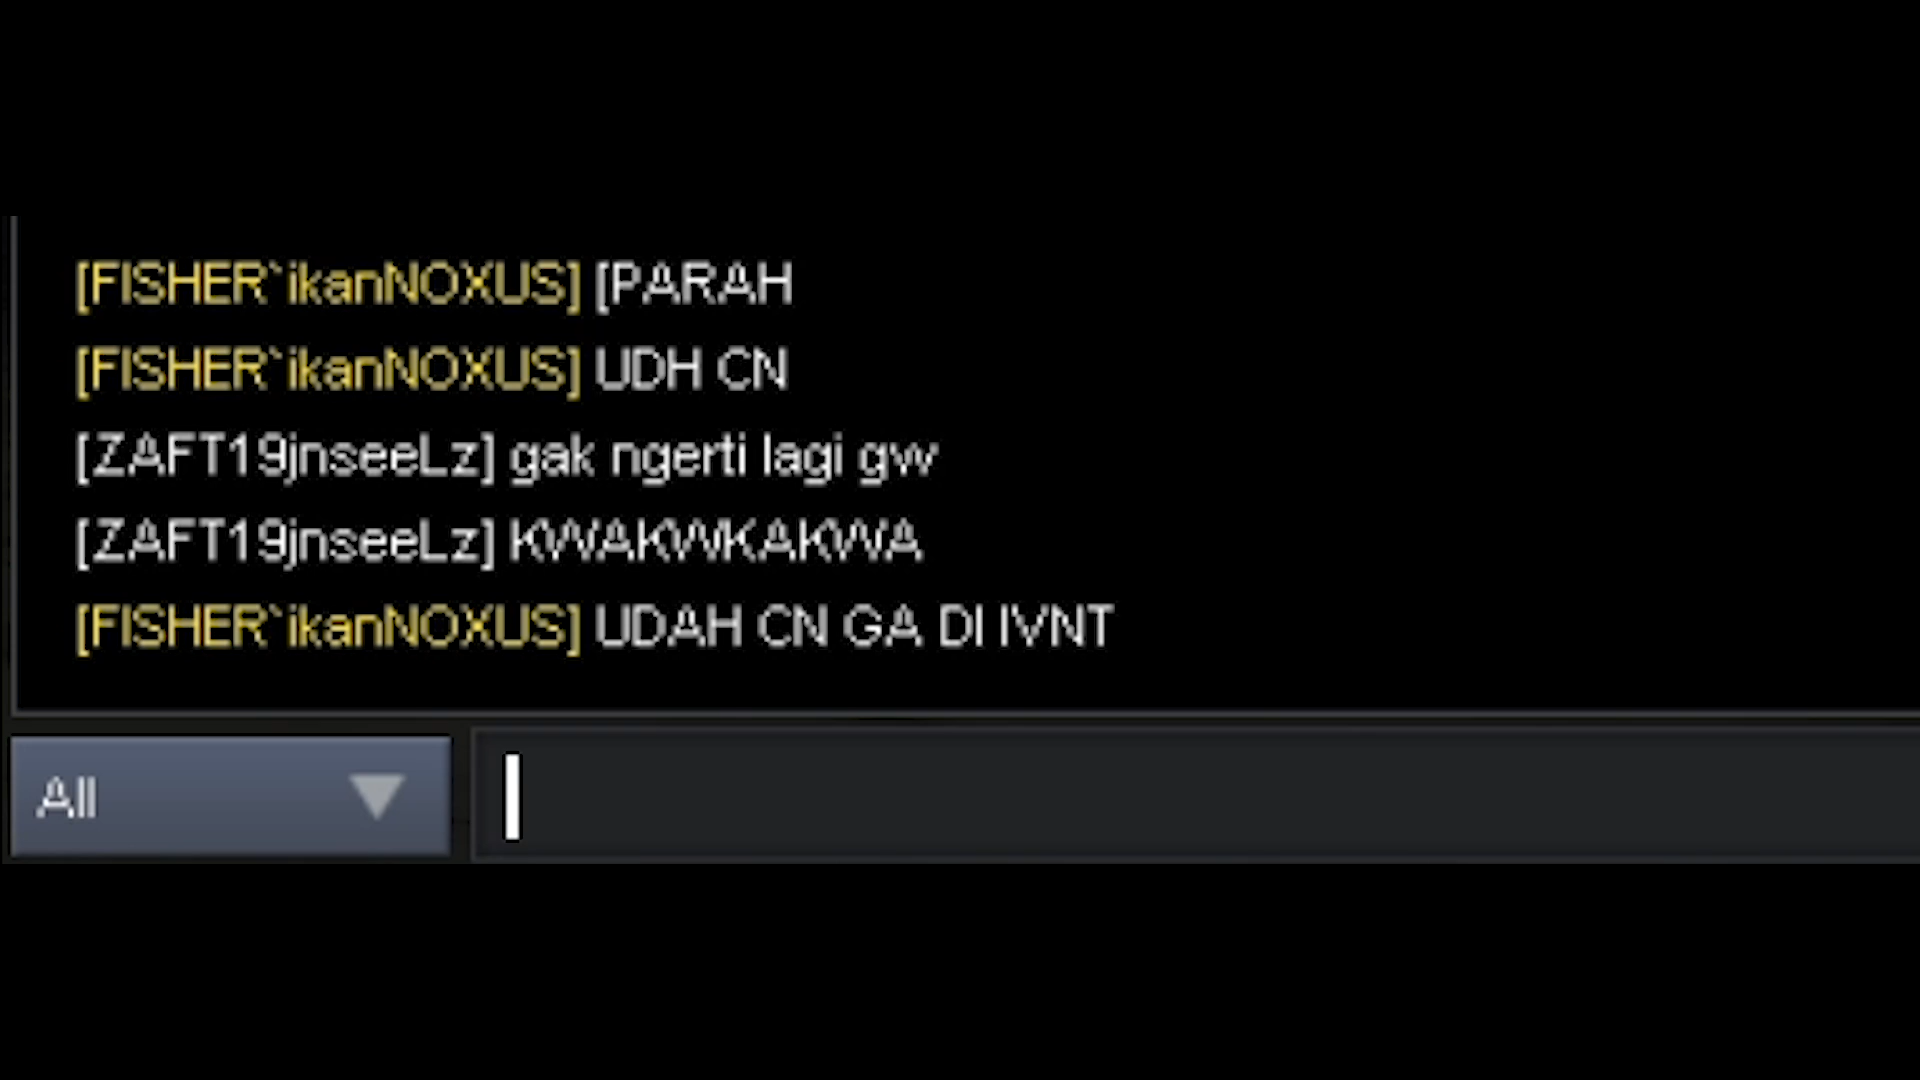 [FISHER`ikanNOXUS] [PARAH
[FISHER`ikanNOXUS] UDH CN
[ZAFT19jnseeLz] gak ngerti lagi gw
[ZAFT19jnseeLz] KWAKWKAKWA
[FISHER`ikanNOXUS] UDAH CN GA DI IVNT
All